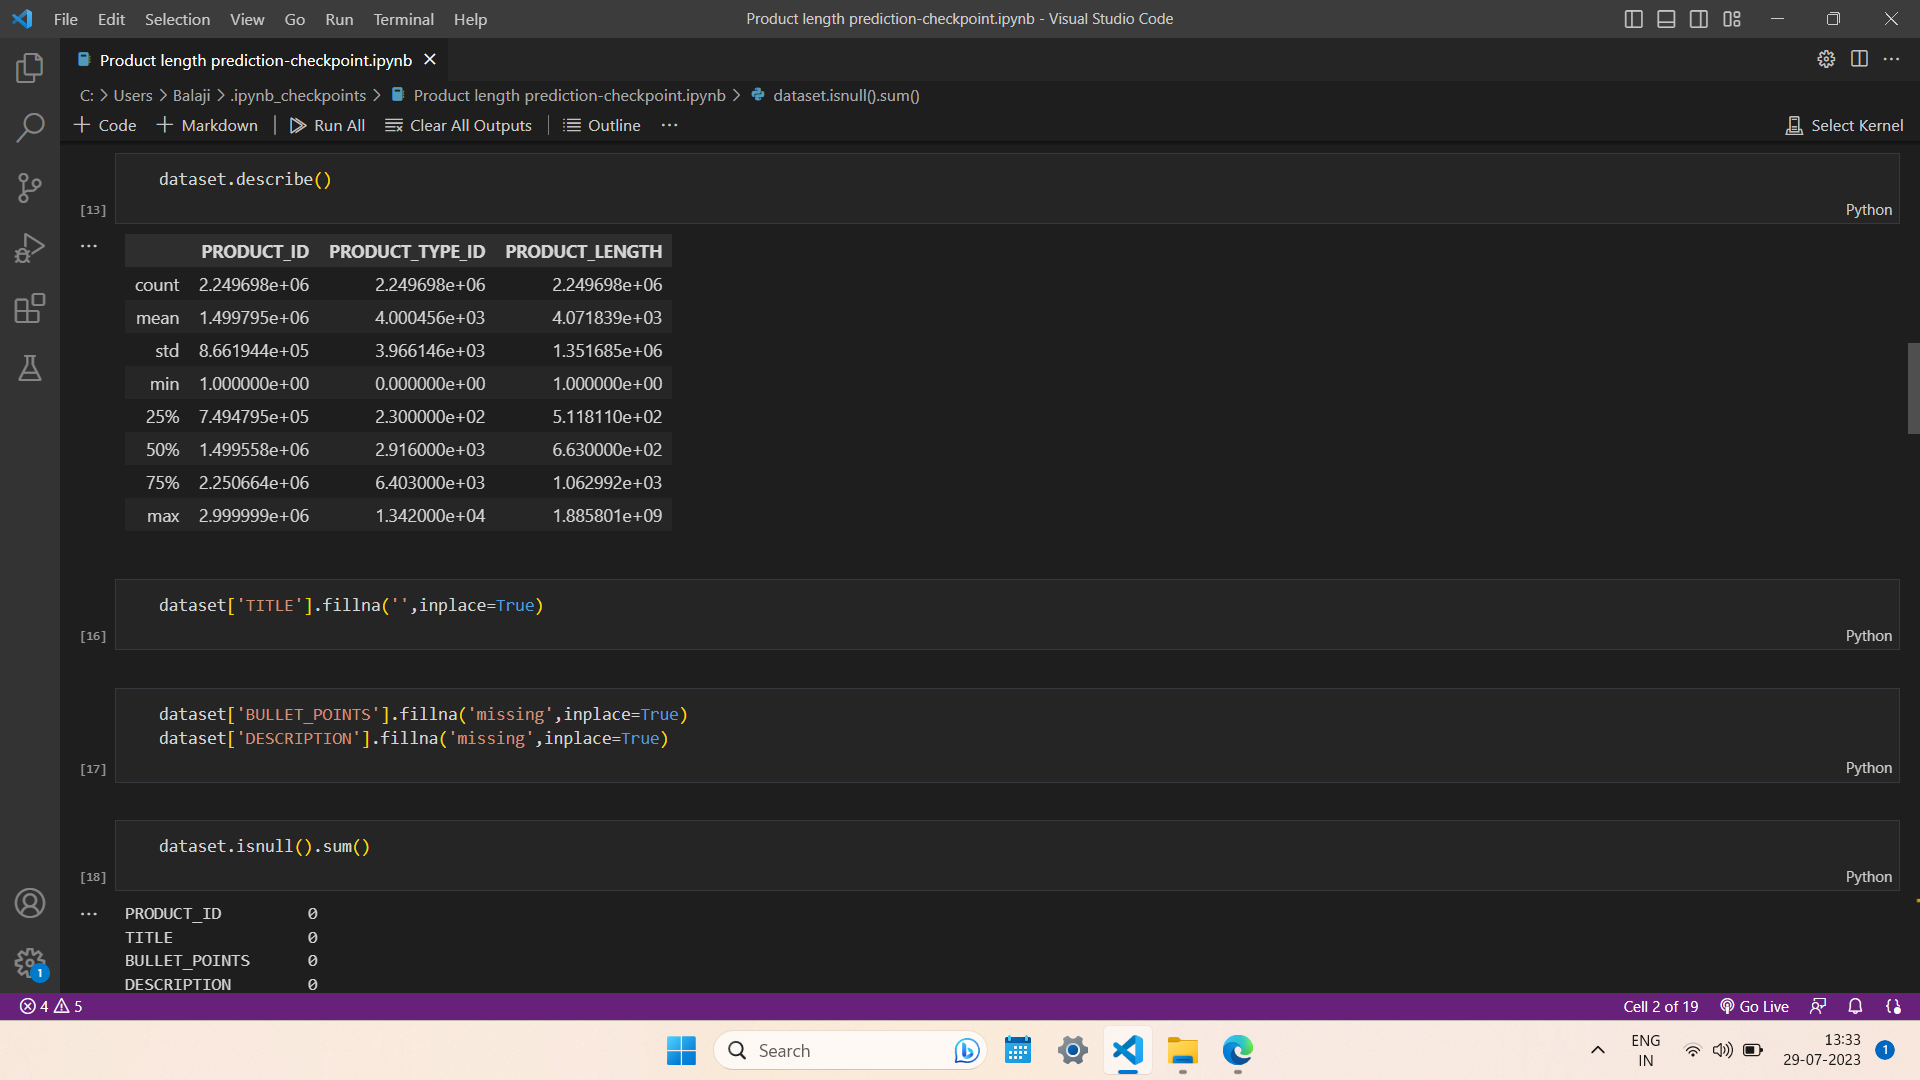 File Edit Selection View Go Run Terminal Help
Product length prediction-checkpoint.ipynb - Visual Studio Code
Product length prediction-checkpoint.ipynb
C: > Users > Balaji > .ipynb_checkpoints > Product length prediction-checkpoint.ipynb > dataset.isnull().sum()
+ Code + Markdown | Run All Clear All Outputs | Outline ···
Select Kernel
dataset.describe()
[13]
Python
PRODUCT_ID PRODUCT_TYPE_ID PRODUCT_LENGTH
count 2.249698e+06 2.249698e+06 2.249698e+06
mean 1.499795e+06 4.000456e+03 4.071839e+03
std 8.661944e+05 3.966146e+03 1.351685e+06
min 1.000000e+00 0.000000e+00 1.000000e+00
25% 7.494795e+05 2.300000e+02 5.118110e+02
50% 1.499558e+06 2.916000e+03 6.630000e+02
75% 2.250664e+06 6.403000e+03 1.062992e+03
max 2.999999e+06 1.342000e+04 1.885801e+09
dataset['TITLE'].fillna('',inplace=True)
[16]
Python
dataset['BULLET_POINTS'].fillna('missing',inplace=True)
dataset['DESCRIPTION'].fillna('missing',inplace=True)
[17]
Python
dataset.isnull().sum()
[18]
Python
PRODUCT_ID 0
TITLE 0
BULLET_POINTS 0
DESCRIPTION 0
1
4 5
Cell 2 of 19 Go Live
Search
ENG
IN
13:33
29-07-2023
1